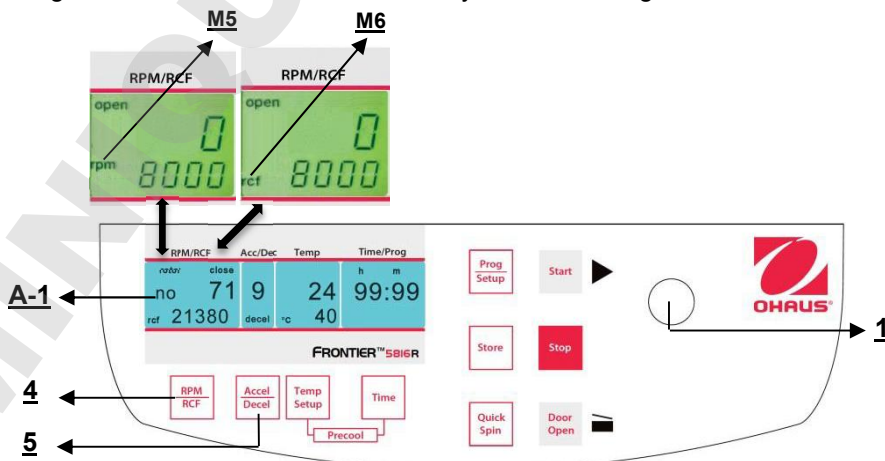 M5
M6
RPM/RCF
RPM/RCF
open
0
rpm 8000
open
0
rcf 8000
RPM/RCF Acc/Dec Temp Time/Prog
rotor close h m
no 71 9 24 99:99
rcf 21380 decel °C 40
FRONTIER™5816R
A-1
4
5
1
RPM
RCF
Accel
Decel
Temp
Setup
Time
Precool
Prog
Setup
Start
Store
Stop
Quick
Spin
Door
Open
OHAUS®